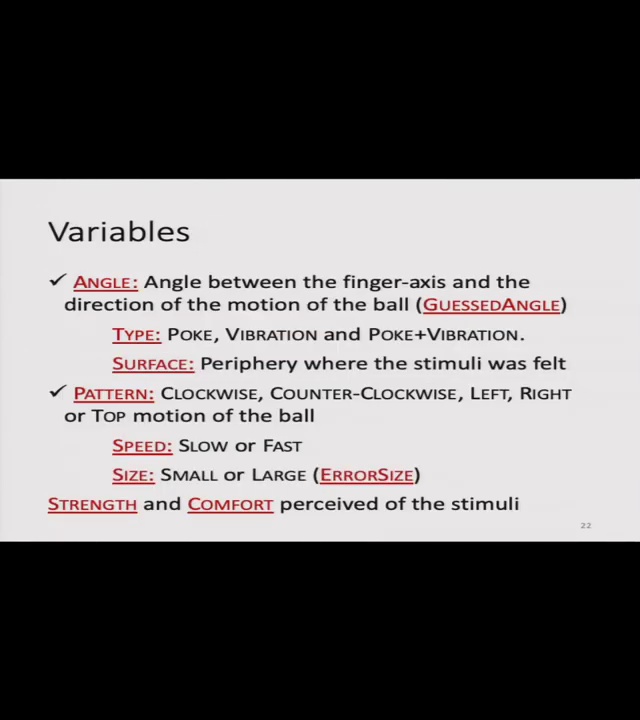 Variables
✓ ANGLE: Angle between the finger-axis and the
direction of the motion of the ball (GUESSEDANGLE)
TYPE: POKE, VIBRATION and POKE+VIBRATION.
SURFACE: Periphery where the stimuli was felt
✓ PATTERN: CLOCKWISE, COUNTER-CLOCKWISE, LEFT, RIGHT
or TOP motion of the ball
SPEED: SLOW or FAST
SIZE: SMALL or LARGE (ERRORSIZE)
STRENGTH and COMFORT perceived of the stimuli
22